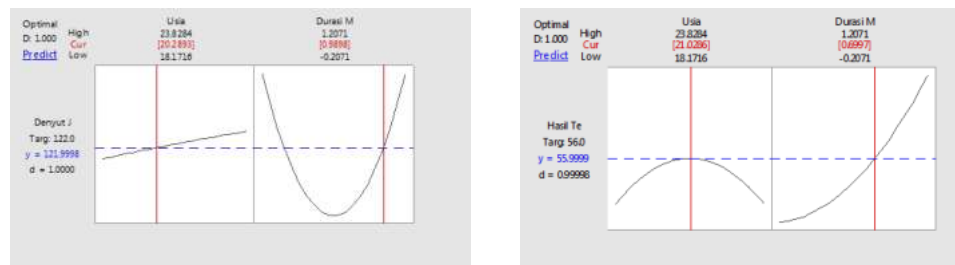 Optimal
D: 1.000
Predict
High
Cur
Low
Usia
23.8284
[20.2893]
18.1716
Durasi M
1.2071
[0.9898]
-0.2071
Denyut J
Targ: 122.0
y = 121.9998
d = 1.0000
Optimal
D: 1.000
Predict
High
Cur
Low
Usia
23.8284
[21.0286]
18.1716
Durasi M
1.2071
[0.6997]
-0.2071
Hasil Te
Targ: 56.0
y = 55.9999
d = 0.99998